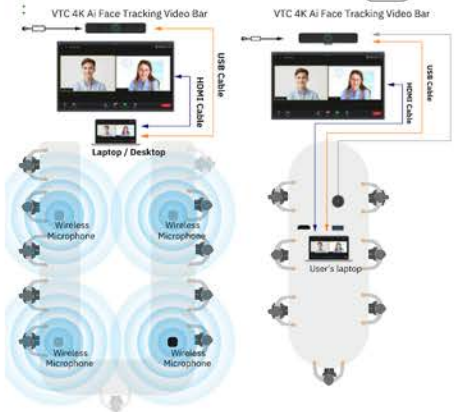 VTC 4K Ai Face Tracking Video Bar
USB Cable
HDMI Cable
Laptop / Desktop
Wireless
Microphone
Wireless
Microphone
Wireless
Microphone
Wireless
Microphone
VTC 4K Ai Face Tracking Video Bar
USB Cable
HDMI Cable
User's laptop